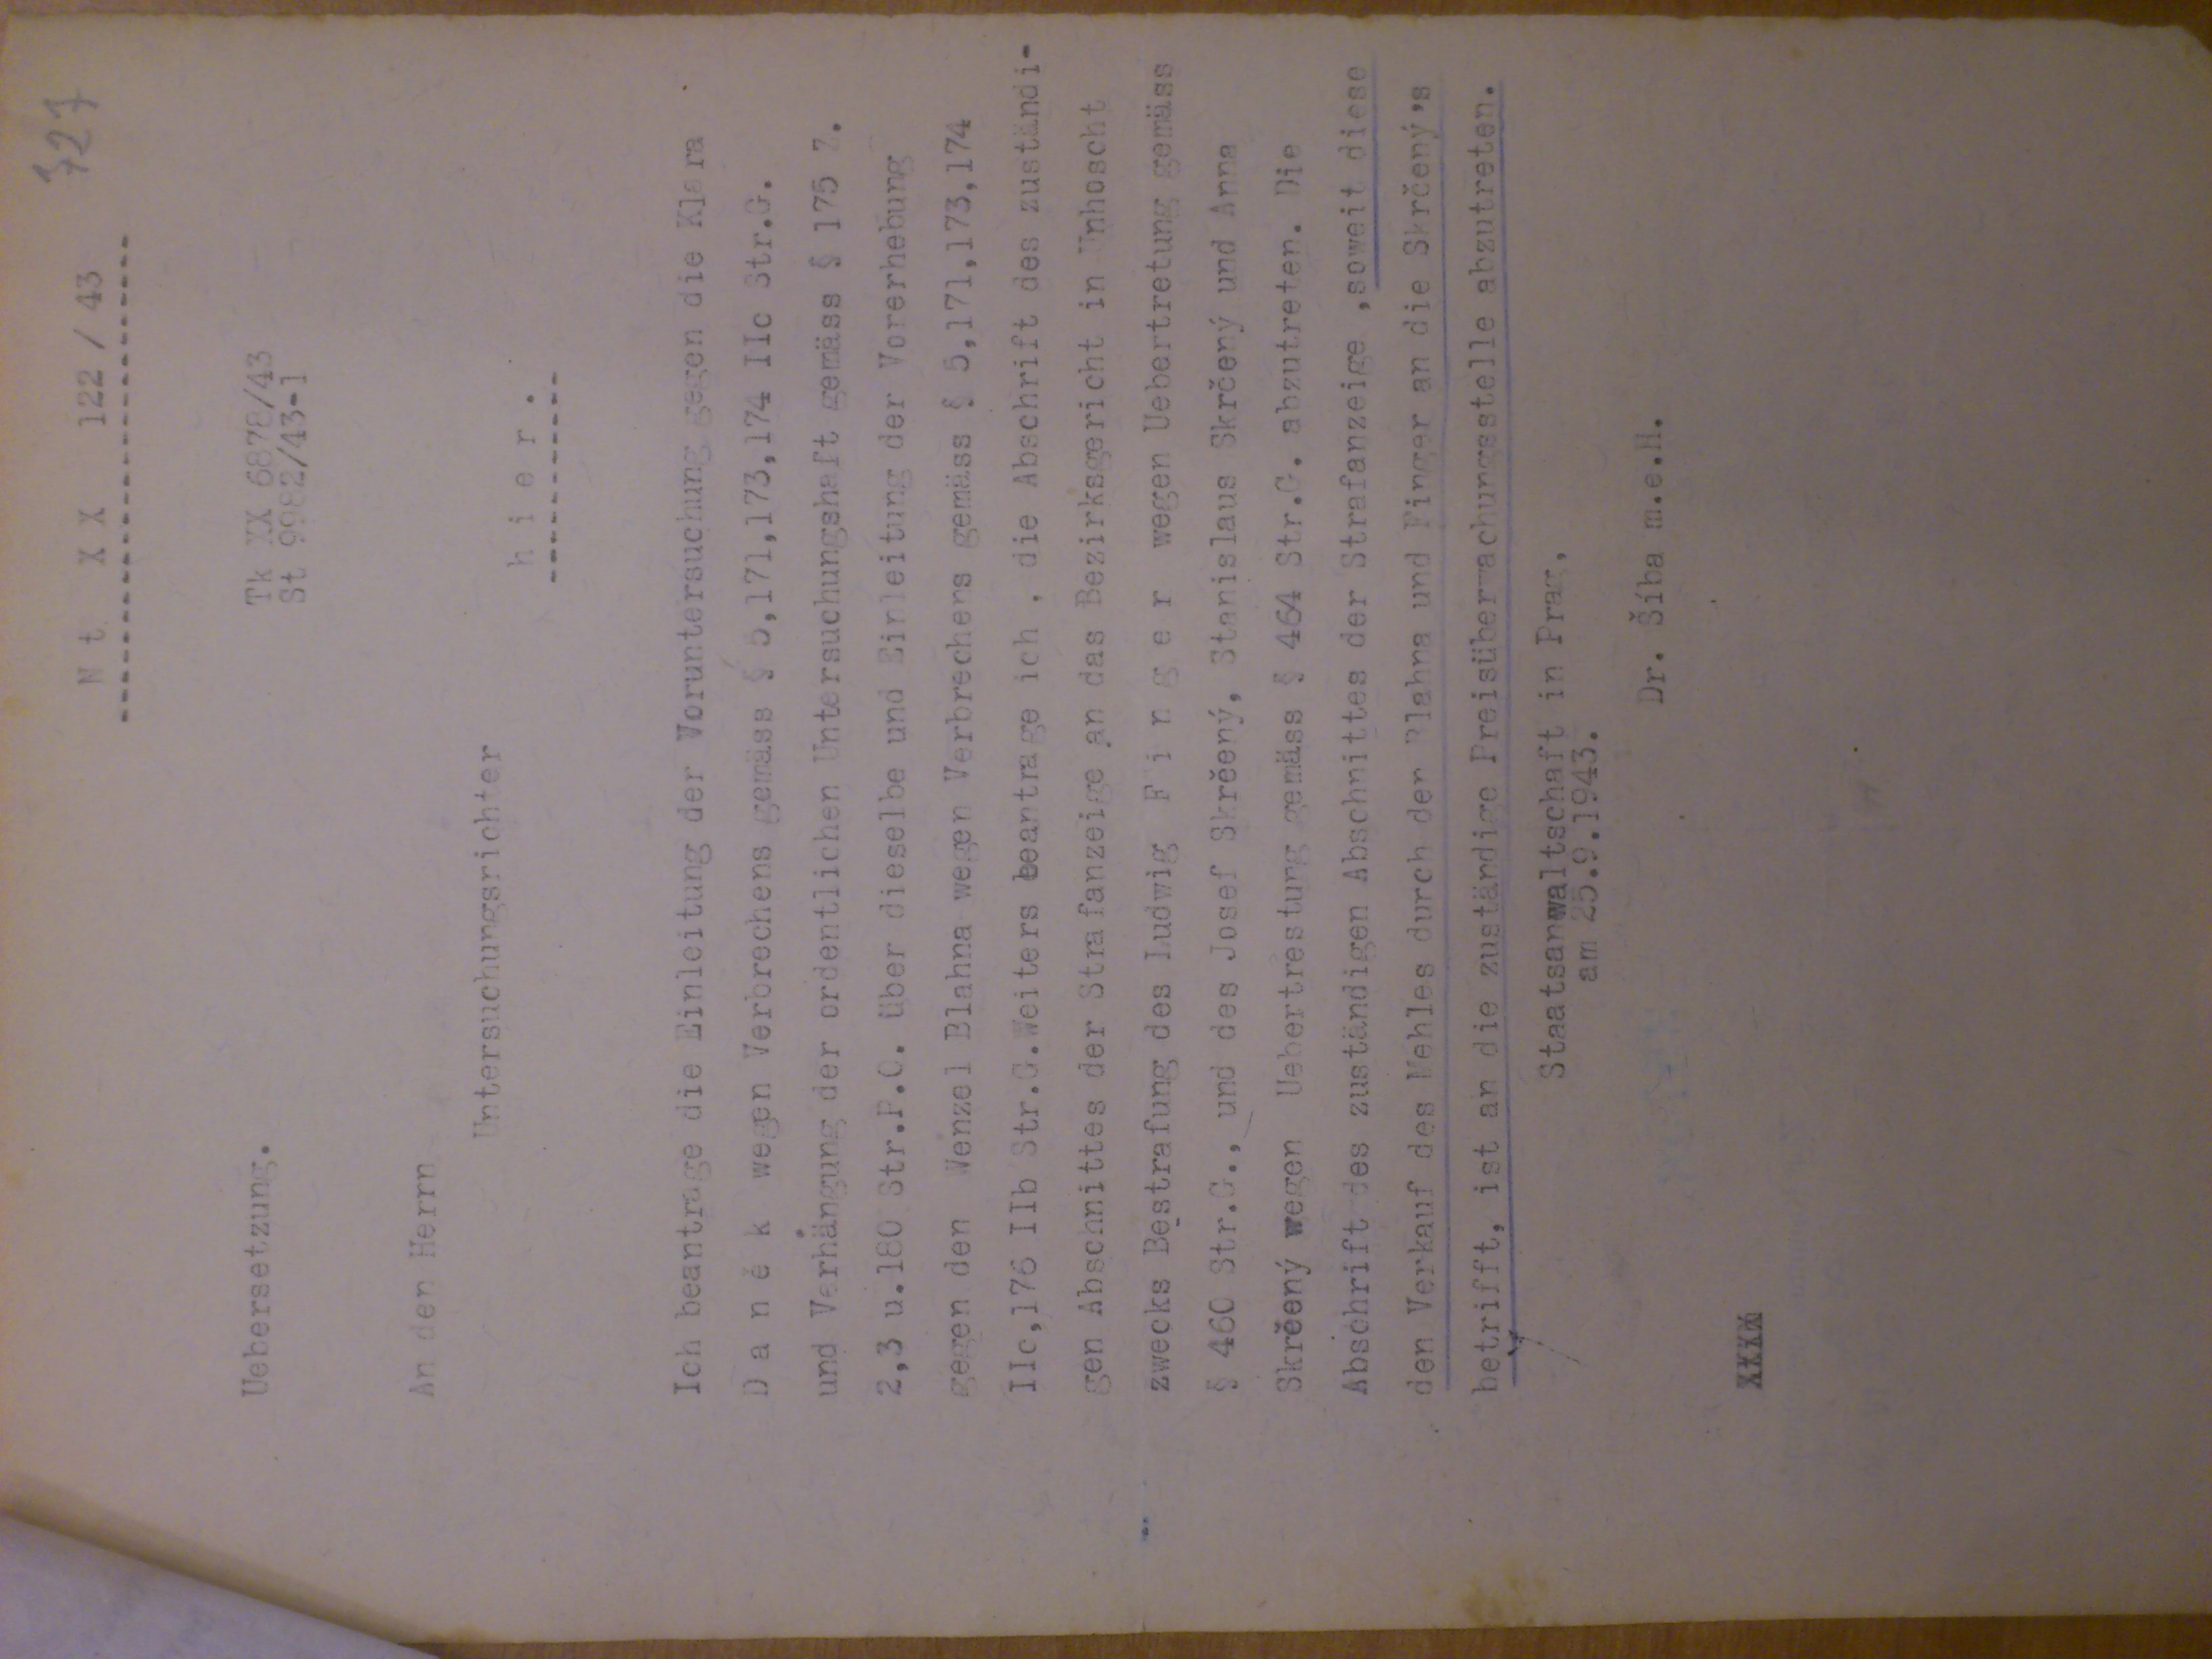 727
N t   X X   122 / 43
Uebersetzung.
Tk XX 6878/43
St 9982/43-1
An den Herrn
Untersuchungsrichter
h i e r .
Ich beantrage die Einleitung der Voruntersuchung gegen die Klara
D a n ě k  wegen Verbrechens gemäss § 5,171,173,174 IIc Str.G.
und Verhängung der ordentlichen Untersuchungshaft gemäss § 175 Z.
2,3 u.180 Str.P.O. über dieselbe und Einleitung der Vorerhebung
gegen den  Wenzel Blahna wegen Verbrechens gemäss § 5,171,173,174
IIc,176 IIb Str.G.Weiters beantrage ich , die Abschrift des zuständi-
gen Abschnittes der Strafanzeige an das Bezirksgericht in Unhoscht
zwecks Bestrafung des Ludwig  F i n g e r  wegen Uebertretung gemäss
§ 460 Str.G., und des Josef Skrěený, Stanislaus Skrčený und Anna
Skrěený wegen  Uebertrestung gemäss § 464 Str.G. abzutreten. Die
Abschrift des zuständigen Abschnittes der Strafanzeige ,soweit diese
den Verkauf des Mehles durch den Blahna und Finger an die Skrčený's
betrifft, ist an die zuständige Preisüberwachungsstelle abzutreten.
Staatsanwaltschaft in Prag,
am 25.9.1943.
Dr. Šíba m.e.H.
XXXX